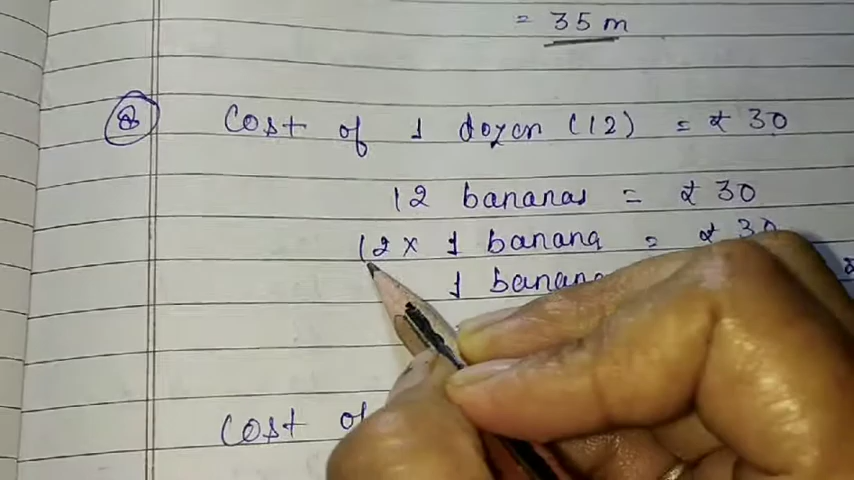 = 35 m
8 Cost of 1 dozen (12) = ₹ 30
12 bananas = ₹ 30
12 × 1 banana = ₹ 30
1 banana
Cost of